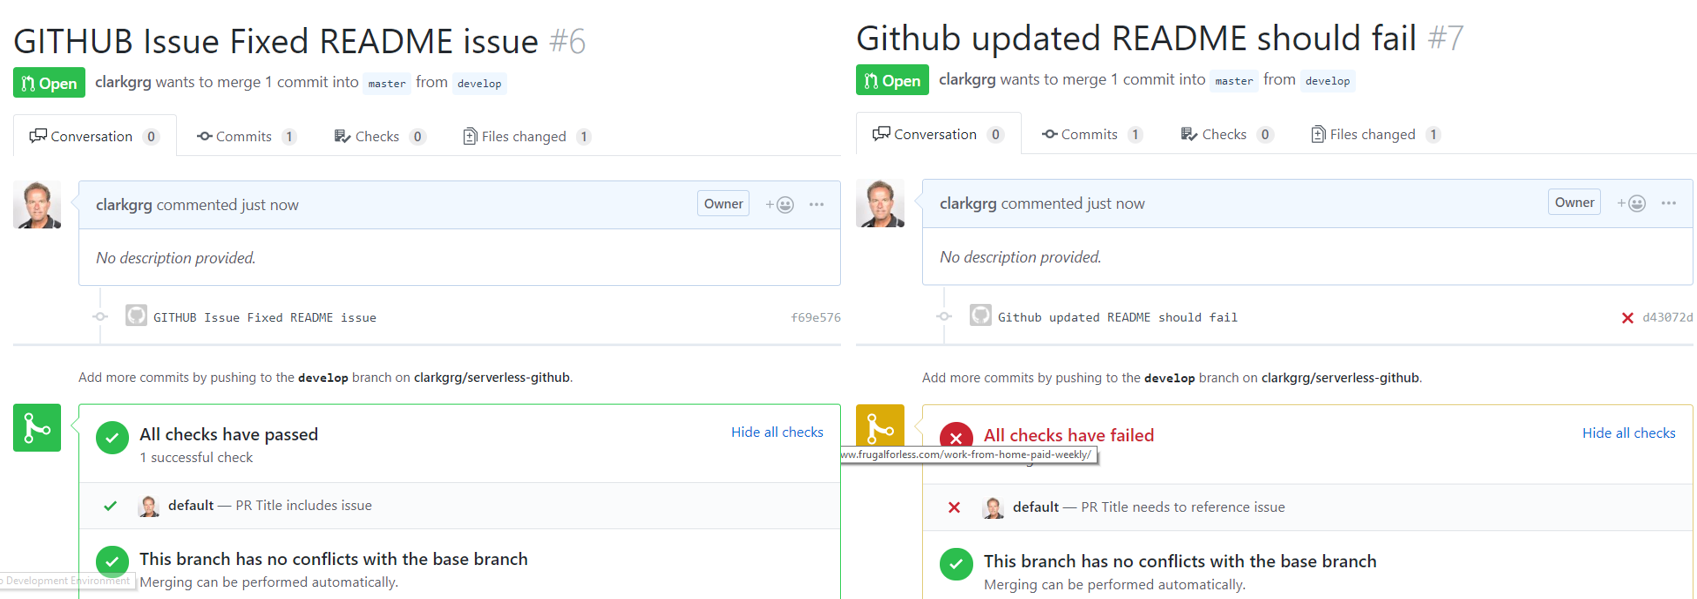 GITHUB Issue Fixed README issue #6
Open clarkgrg wants to merge 1 commit into master from develop
Conversation 0 Commits 1 Checks 0 Files changed 1
clarkgrg commented just now Owner
No description provided.
GITHUB Issue Fixed README issue f69e576
Add more commits by pushing to the develop branch on clarkgrg/serverless-github.
All checks have passed Hide all checks
1 successful check
default — PR Title includes issue
This branch has no conflicts with the base branch
Development Environment
Merging can be performed automatically.
Github updated README should fail #7
Open clarkgrg wants to merge 1 commit into master from develop
Conversation 0 Commits 1 Checks 0 Files changed 1
clarkgrg commented just now Owner
No description provided.
Github updated README should fail d43072d
Add more commits by pushing to the develop branch on clarkgrg/serverless-github.
All checks have failed Hide all checks
ww.frugalforless.com/work-from-home-paid-weekly/
default — PR Title needs to reference issue
This branch has no conflicts with the base branch
Merging can be performed automatically.